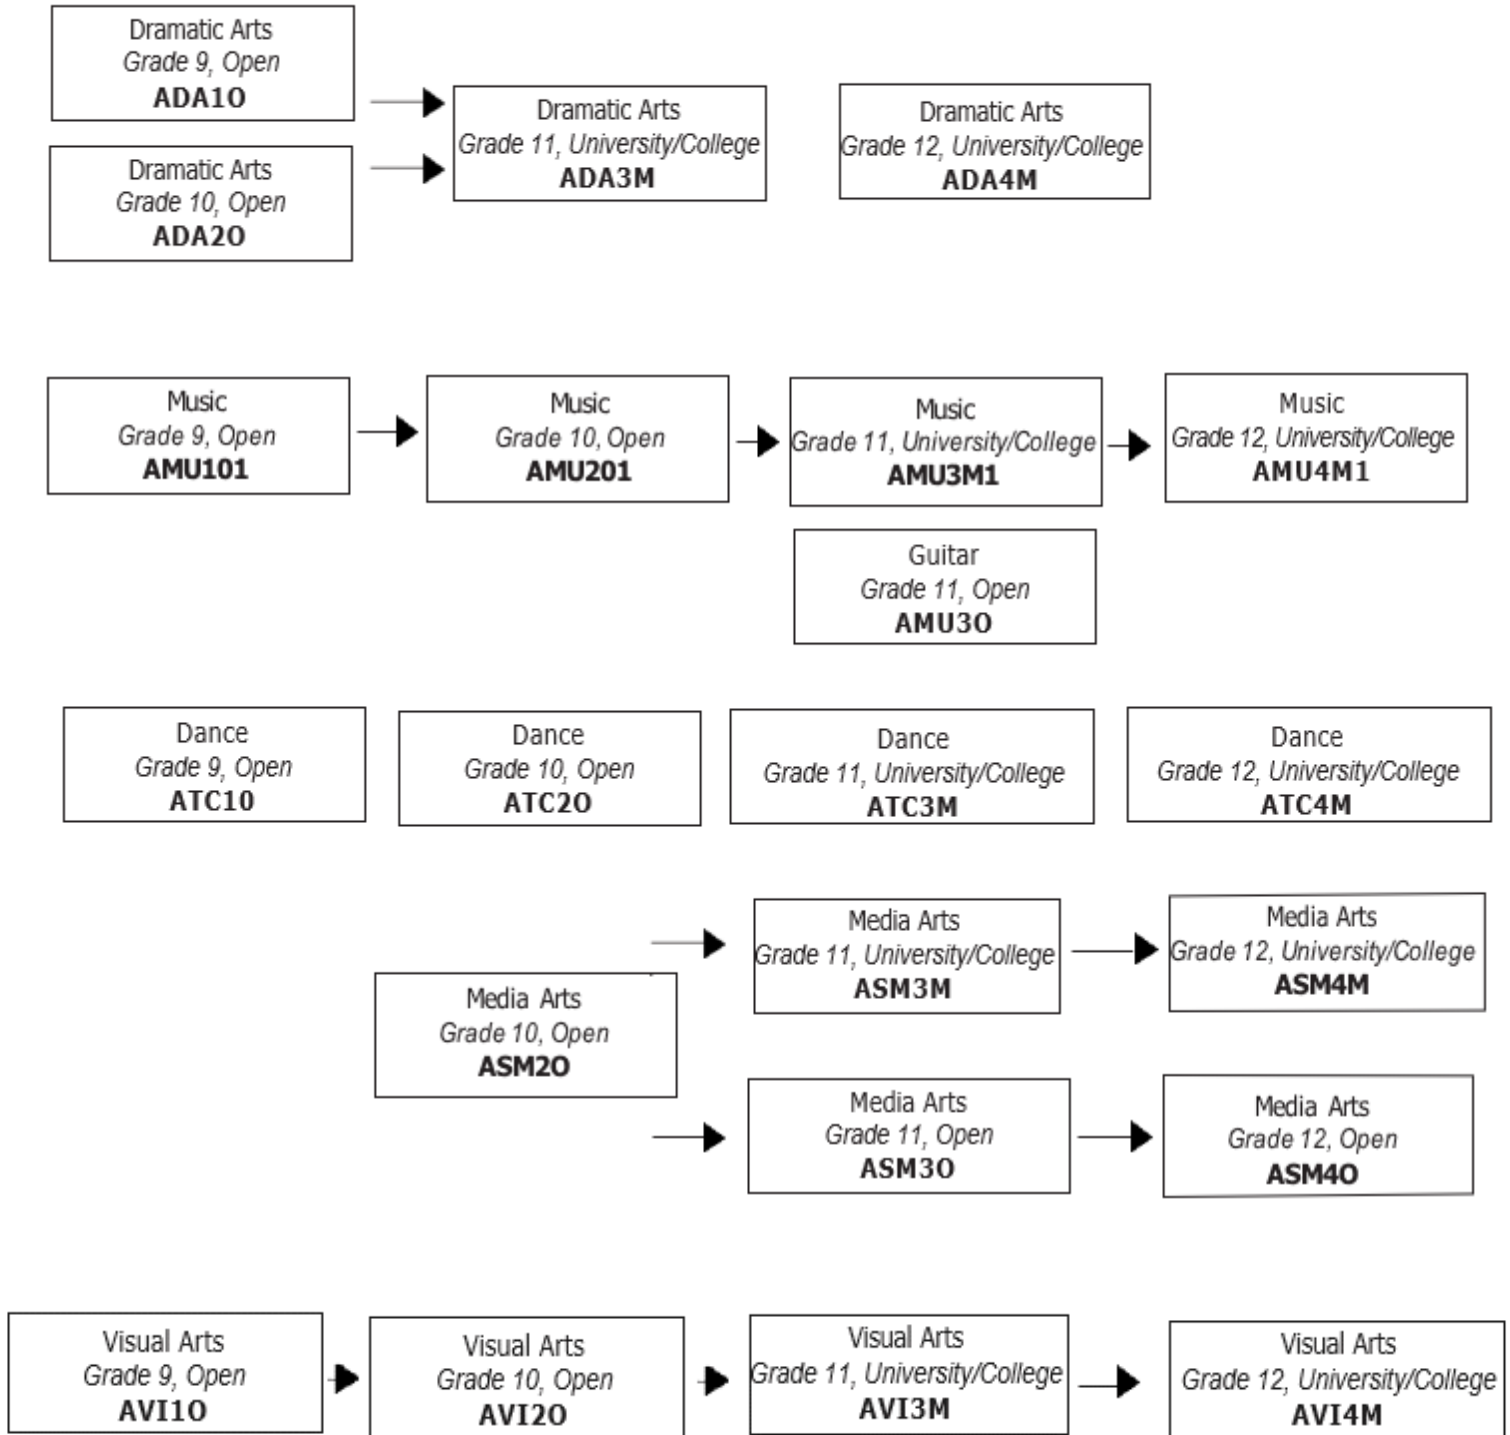 Dramatic Arts
Grade 9, Open
ADA1O
Dramatic Arts
Grade 10, Open
ADA2O
Dramatic Arts
Grade 11, University/College
ADA3M
Dramatic Arts
Grade 12, University/College
ADA4M
Music
Grade 9, Open
AMU101
Music
Grade 10, Open
AMU201
Music
Grade 11, University/College
AMU3M1
Music
Grade 12, University/College
AMU4M1
Guitar
Grade 11, Open
AMU3O
Dance
Grade 9, Open
ATC10
Dance
Grade 10, Open
ATC2O
Dance
Grade 11, University/College
ATC3M
Dance
Grade 12, University/College
ATC4M
Media Arts
Grade 10, Open
ASM2O
Media Arts
Grade 11, University/College
ASM3M
Media Arts
Grade 12, University/College
ASM4M
Media Arts
Grade 11, Open
ASM3O
Media Arts
Grade 12, Open
ASM4O
Visual Arts
Grade 9, Open
AVI1O
Visual Arts
Grade 10, Open
AVI2O
Visual Arts
Grade 11, University/College
AVI3M
Visual Arts
Grade 12, University/College
AVI4M